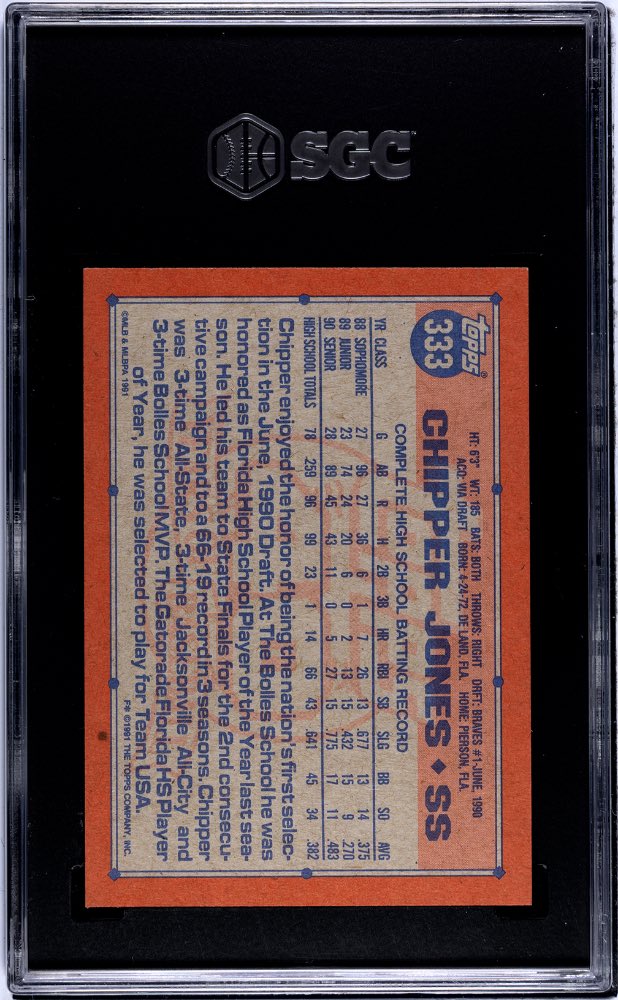 SGC
topps®
333
HT: 6'3" WT: 185 BATS: BOTH THROWS: RIGHT DRAFT: BRAVES #1-JUNE, 1990
ACQ: VIA DRAFT BORN: 4-24-72, DE LAND, FLA. HOME: PIERSON, FLA.
CHIPPER JONES ♦ SS
COMPLETE HIGH SCHOOL BATTING RECORD
YR CLASS G AB R H 2B 3B HR RBI SB SLG BB SO AVG
88 SOPHOMORE 27 96 27 36 6 1 7 26 13 .677 13 14 .375
89 JUNIOR 23 74 24 20 6 0 2 13 15 .432 15 9 .270
90 SENIOR 28 89 45 43 11 0 5 27 15 .775 17 11 .483
HIGH SCHOOL TOTALS 78 259 96 99 23 1 14 66 43 .641 45 34 .382
Chipper enjoyed the honor of being the nation's first selec-
tion in the June, 1990 Draft. At The Bolles School he was
honored as Florida High School Player of the Year last sea-
son. He led his team to State Finals for the 2nd consecu-
tive campaign and to a 66-19 record in 3 seasons. Chipper
was 3-time All-State, 3-time Jacksonville All-City and
3-time Bolles School MVP. The Gatorade Florida HS Player
of Year, he was selected to play for Team USA.
©MLB & MLBPA 1991
F* ©1991 THE TOPPS COMPANY, INC.